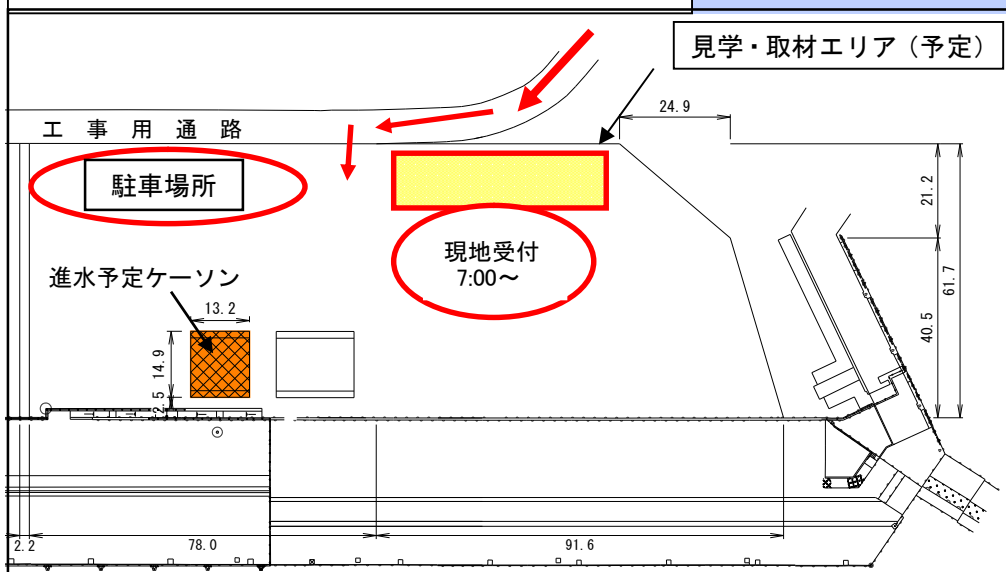 見学・取材エリア（予定）
24.9
工事用通路
駐車場所
21.2
61.7
現地受付
7:00～
進水予定ケーソン
13.2
40.5
14.9
2.5
2.2
78.0
91.6